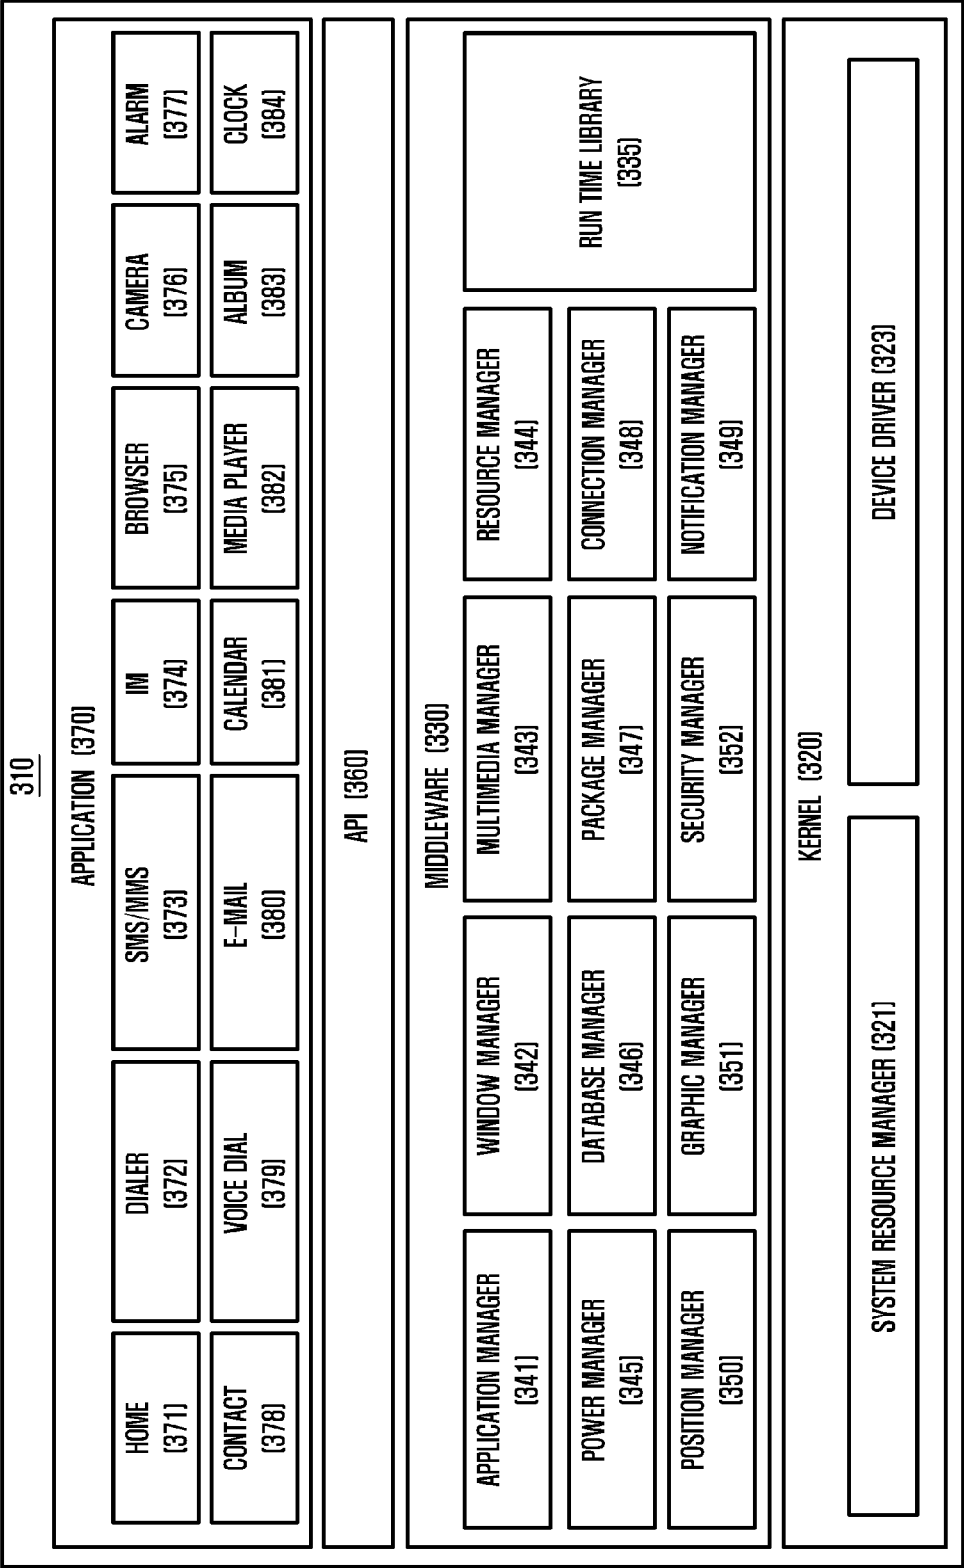 310
APPLICATION (370)
HOME
(371)
DIALER
(372)
SMS/MMS
(373)
IM
(374)
BROWSER
(375)
CAMERA
(376)
ALARM
(377)
CONTACT
(378)
VOICE DIAL
(379)
E-MAIL
(380)
CALENDAR
(381)
MEDIA PLAYER
(382)
ALBUM
(383)
CLOCK
(384)
API (360)
MIDDLEWARE (330)
APPLICATION MANAGER
(341)
WINDOW MANAGER
(342)
MULTIMEDIA MANAGER
(343)
RESOURCE MANAGER
(344)
POWER MANAGER
(345)
DATABASE MANAGER
(346)
PACKAGE MANAGER
(347)
CONNECTION MANAGER
(348)
POSITION MANAGER
(350)
GRAPHIC MANAGER
(351)
SECURITY MANAGER
(352)
NOTIFICATION MANAGER
(349)
RUN TIME LIBRARY
(335)
KERNEL (320)
SYSTEM RESOURCE MANAGER (321)
DEVICE DRIVER (323)